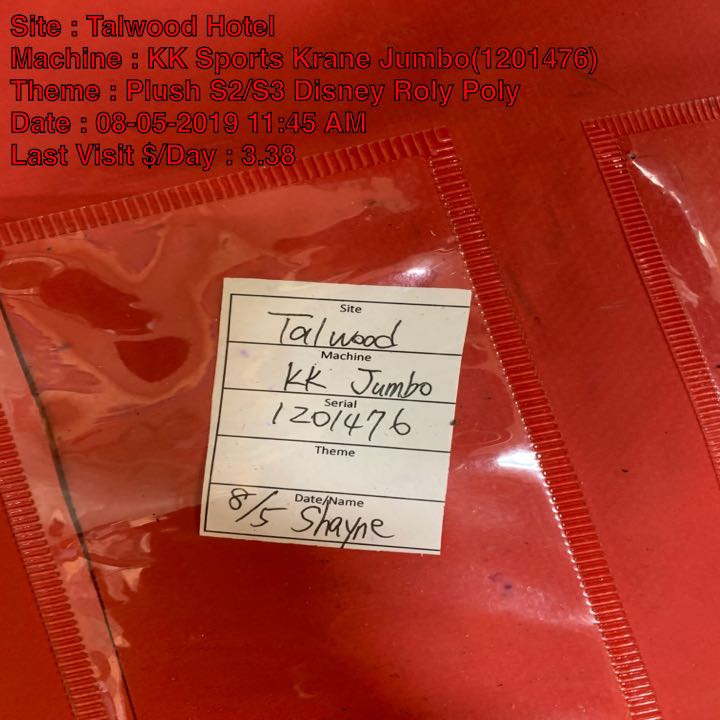 Site : Talwood Hotel
Machine : KK Sports Krane Jumbo(1201476)
Theme : Plush S2/S3 Disney Roly Poly
Date : 08-05-2019 11:45 AM
Last Visit $/Day : 3.38
Site
Talwood
Machine
KK Jumbo
Serial
1201476
Theme
Date/Name
8/5 Shayne